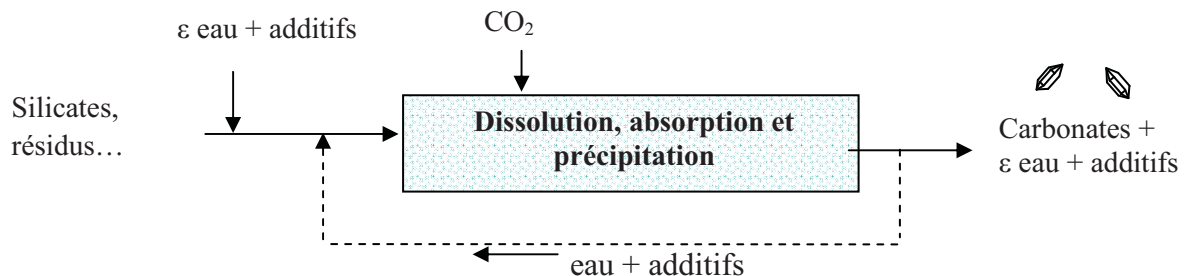 ε eau + additifs
CO₂
Silicates,
résidus…
Dissolution, absorption et
précipitation
Carbonates +
ε eau + additifs
eau + additifs